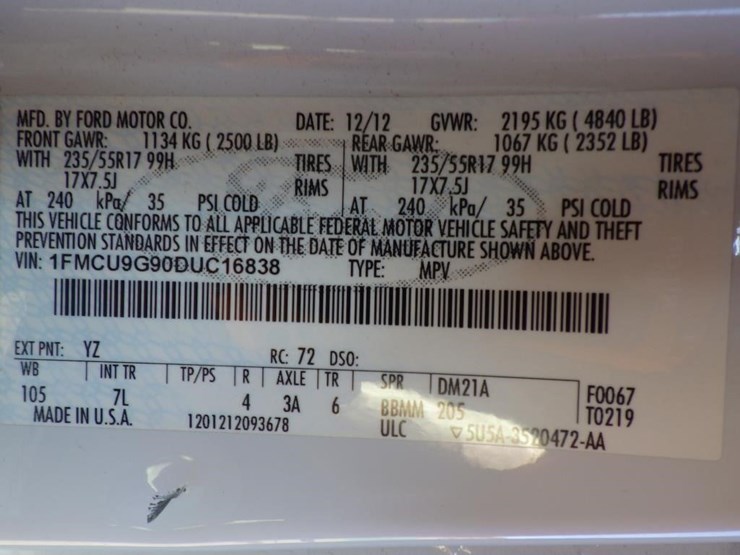 MFD. BY FORD MOTOR CO. DATE: 12/12 GVWR: 2195 KG ( 4840 LB)
FRONT GAWR: 1134 KG ( 2500 LB) REAR GAWR: 1067 KG ( 2352 LB)
WITH 235/55R17 99H TIRES WITH 235/55R17 99H TIRES
17X7.5J RIMS 17X7.5J RIMS
AT 240 kPa/ 35 PSI COLD AT 240 kPa/ 35 PSI COLD
THIS VEHICLE CONFORMS TO ALL APPLICABLE FEDERAL MOTOR VEHICLE SAFETY AND THEFT
PREVENTION STANDARDS IN EFFECT ON THE DATE OF MANUFACTURE SHOWN ABOVE.
VIN: 1FMCU9G90DUC16838 TYPE: MPV
EXT PNT: YZ RC: 72 DSO:
WB INT TR TP/PS R AXLE TR SPR DM21A F0067
105 7L 4 3A 6 BBMM 205 T0219
MADE IN U.S.A. 1201212093678 ULC ▽5U5A-3520472-AA